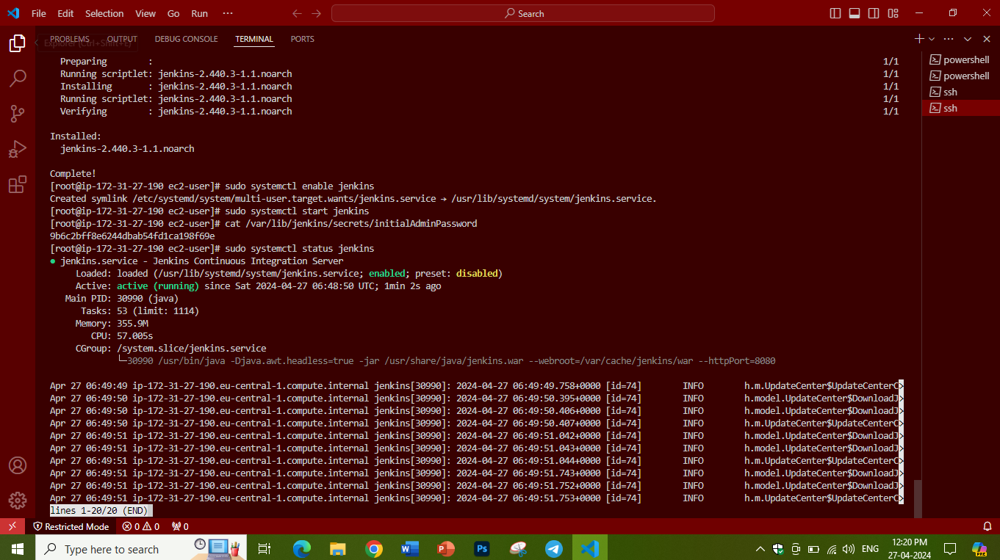 File Edit Selection View Go Run ··· Search
PROBLEMS OUTPUT DEBUG CONSOLE TERMINAL PORTS
Explorer (Ctrl+Shift+E)
Preparing : 1/1
Running scriptlet: jenkins-2.440.3-1.1.noarch 1/1
Installing : jenkins-2.440.3-1.1.noarch 1/1
Running scriptlet: jenkins-2.440.3-1.1.noarch 1/1
Verifying : jenkins-2.440.3-1.1.noarch 1/1
powershell
powershell
ssh
ssh
Installed:
jenkins-2.440.3-1.1.noarch
Complete!
[root@ip-172-31-27-190 ec2-user]# sudo systemctl enable jenkins
Created symlink /etc/systemd/system/multi-user.target.wants/jenkins.service → /usr/lib/systemd/system/jenkins.service.
[root@ip-172-31-27-190 ec2-user]# sudo systemctl start jenkins
[root@ip-172-31-27-190 ec2-user]# cat /var/lib/jenkins/secrets/initialAdminPassword
9b6c2bff8e6244dbab54fd1ca198f69e
[root@ip-172-31-27-190 ec2-user]# sudo systemctl status jenkins
● jenkins.service - Jenkins Continuous Integration Server
Loaded: loaded (/usr/lib/systemd/system/jenkins.service; enabled; preset: disabled)
Active: active (running) since Sat 2024-04-27 06:48:50 UTC; 1min 2s ago
Main PID: 30990 (java)
Tasks: 53 (limit: 1114)
Memory: 355.9M
CPU: 57.005s
CGroup: /system.slice/jenkins.service
└─30990 /usr/bin/java -Djava.awt.headless=true -jar /usr/share/java/jenkins.war --webroot=/var/cache/jenkins/war --httpPort=8080
Apr 27 06:49:49 ip-172-31-27-190.eu-central-1.compute.internal jenkins[30990]: 2024-04-27 06:49:49.758+0000 [id=74] INFO h.m.UpdateCenter$UpdateCenterC>
Apr 27 06:49:50 ip-172-31-27-190.eu-central-1.compute.internal jenkins[30990]: 2024-04-27 06:49:50.395+0000 [id=74] INFO h.model.UpdateCenter$DownloadJ>
Apr 27 06:49:50 ip-172-31-27-190.eu-central-1.compute.internal jenkins[30990]: 2024-04-27 06:49:50.406+0000 [id=74] INFO h.model.UpdateCenter$DownloadJ>
Apr 27 06:49:50 ip-172-31-27-190.eu-central-1.compute.internal jenkins[30990]: 2024-04-27 06:49:50.407+0000 [id=74] INFO h.m.UpdateCenter$UpdateCenterC>
Apr 27 06:49:51 ip-172-31-27-190.eu-central-1.compute.internal jenkins[30990]: 2024-04-27 06:49:51.042+0000 [id=74] INFO h.model.UpdateCenter$DownloadJ>
Apr 27 06:49:51 ip-172-31-27-190.eu-central-1.compute.internal jenkins[30990]: 2024-04-27 06:49:51.043+0000 [id=74] INFO h.model.UpdateCenter$DownloadJ>
Apr 27 06:49:51 ip-172-31-27-190.eu-central-1.compute.internal jenkins[30990]: 2024-04-27 06:49:51.044+0000 [id=74] INFO h.m.UpdateCenter$UpdateCenterC>
Apr 27 06:49:51 ip-172-31-27-190.eu-central-1.compute.internal jenkins[30990]: 2024-04-27 06:49:51.743+0000 [id=74] INFO h.model.UpdateCenter$DownloadJ>
Apr 27 06:49:51 ip-172-31-27-190.eu-central-1.compute.internal jenkins[30990]: 2024-04-27 06:49:51.752+0000 [id=74] INFO h.model.UpdateCenter$DownloadJ>
Apr 27 06:49:51 ip-172-31-27-190.eu-central-1.compute.internal jenkins[30990]: 2024-04-27 06:49:51.753+0000 [id=74] INFO h.m.UpdateCenter$UpdateCenterC>
lines 1-20/20 (END)
Restricted Mode 0 0 0
Type here to search W P Ps ENG 12:20 PM
27-04-2024
PRE